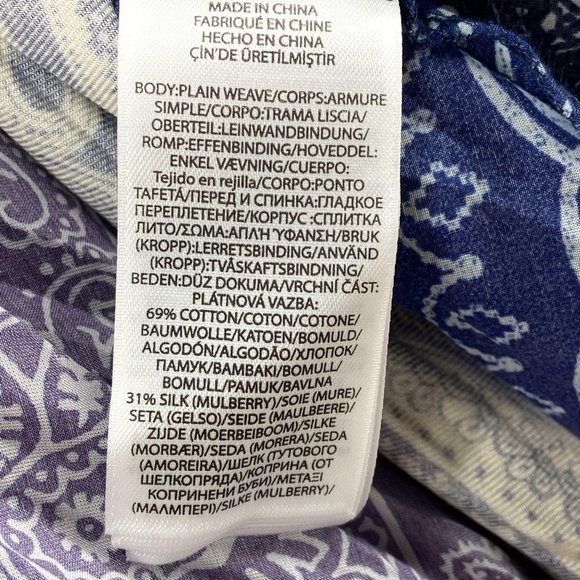 MADE IN CHINA
FABRIQUÉ EN CHINE
HECHO EN CHINA
ÇİN'DE ÜRETİLMİŞTİR
BODY:PLAIN WEAVE/CORPS:ARMURE
SIMPLE/CORPO:TRAMA LISCIA/
OBERTEIL:LEINWANDBINDUNG/
ROMP:EFFENBINDING/HOVEDDEL:
ENKEL VÆVNING/CUERPO:
Tejido en rejilla/CORPO:PONTO
TAFETÁ/ПЕРЕД И СПИНКА:ГЛАДКОЕ
ПЕРЕПЛЕТЕНИЕ/КОРПУС :СПЛИТКА
ЛИТО/ΣΩΜΑ:ΑΠΛΉ ΎΦΑΝΣΗ/BRUK
(KROPP):LERRETSBINDING/ANVÄND
(KROPP):TVÅSKAFTSBINDNING/
BEDEN:DÜZ DOKUMA/VRCHNÍ ČÁST:
PLÁTNOVÁ VAZBA:
69% COTTON/COTON/COTONE/
BAUMWOLLE/KATOEN/BOMULD/
ALGODÓN/ALGODÃO/ХЛОПОК/
ПАМУК/ΒΑΜΒΑΚΙ/BOMULL/
BOMULL/PAMUK/BAVLNA
31% SILK (MULBERRY)/SOIE (MURE)/
SETA (GELSO)/SEIDE (MAULBEERE)/
ZIJDE (MOERBEIBOOM)/SILKE
(MORBÆR)/SEDA (MORERA)/SEDA
(AMOREIRA)/ШЕЛК (ТУТОВОГО
ШЕЛКОПРЯДА)/КОПРИНА (ОТ
КОПРИНЕНИ БУБИ)/ΜΕΤΑΞΙ
(ΜΑΛΜΠΕΡΙ)/SILKE (MULBERRY)/